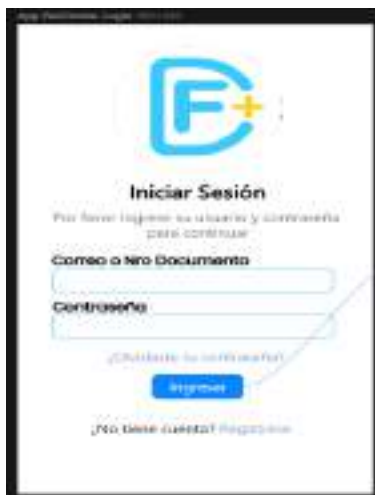 DF+
Iniciar Sesión
Por favor ingrese su usuario y contraseña
para continuar
Correo o Nro Documento
Contraseña
¿Olvidaste tu contraseña?
Ingresar
¿No tiene cuenta? Registrese